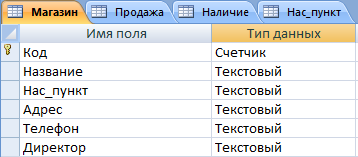 Магазин Продажа Наличие Нас_пункт
Имя поля Тип данных
Код Счетчик
Название Текстовый
Нас_пункт Текстовый
Адрес Текстовый
Телефон Текстовый
Директор Текстовый